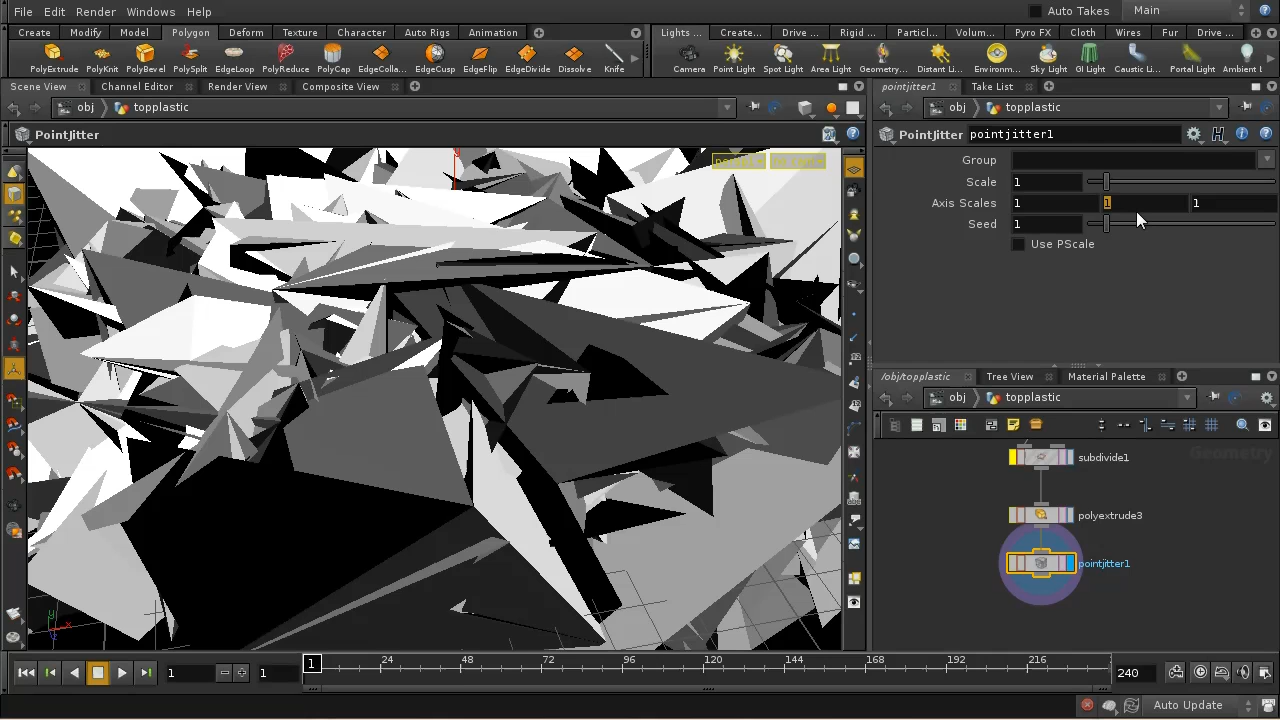 File Edit Render Windows Help Auto Takes Main
Create Modify Model Polygon Deform Texture Character Auto Rigs Animation Lights ... Create... Drive ... Rigid ... Particl... Volum... Pyro FX Cloth Wires Fur Drive ...
PolyExtrude PolyKnit PolyBevel PolySplit EdgeLoop PolyReduce PolyCap EdgeColla... EdgeCusp EdgeFlip EdgeDivide Dissolve Knife Camera Point Light Spot Light Area Light Geometry... Distant Li... Environm... Sky Light GI Light Caustic Li... Portal Light Ambient L
Scene View Channel Editor Render View Composite View pointjitter1 Take List
obj topplastic obj topplastic
PointJitter PointJitter pointjitter1
Group
Scale 1
Axis Scales 1 1 1
Seed 1
Use PScale
/obj/topplastic Tree View Material Palette
obj topplastic
Geometry
subdivide1
polyextrude3
pointjitter1
y x z
1 1 1 24 48 72 96 120 144 168 192 216 240
Auto Update